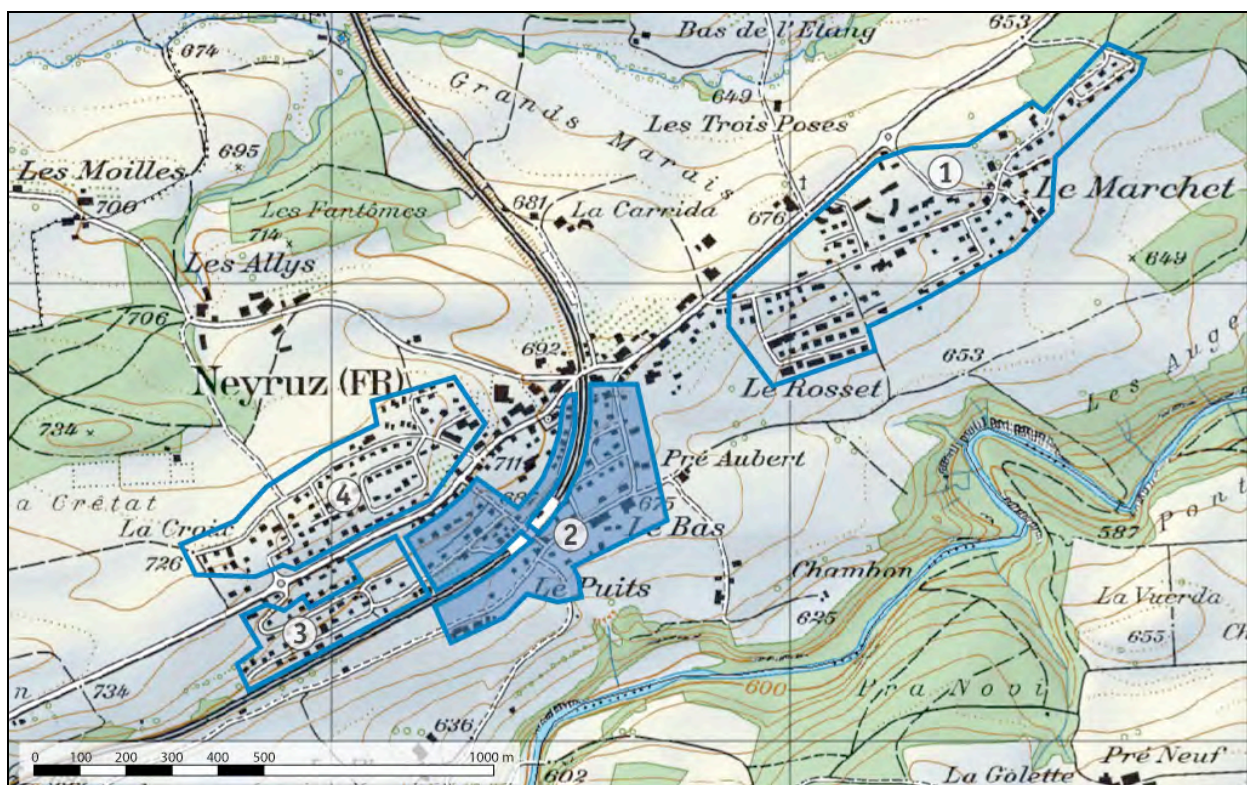 653
674
Bas de l'Etang
Grands Marais
649
Les Trois Poses
1
695
Les Moilles
700
Les Fantômes
714
681
La Carrida
676
Le Marchet
649
Les Allys
706
692
653
Les Auge
Neyruz (FR)
Le Rosset
734
711
Pré Aubert
675
a Crêtat
4
La Croix
2
Le Bas
587
Pont
726
Le Puits
Chambon
La Vuerda
3
625
655
Ch
n
734
600
Pra Novi
636
0 100 200 300 400 500 1000 m
602
La Golette
Pré Neuf